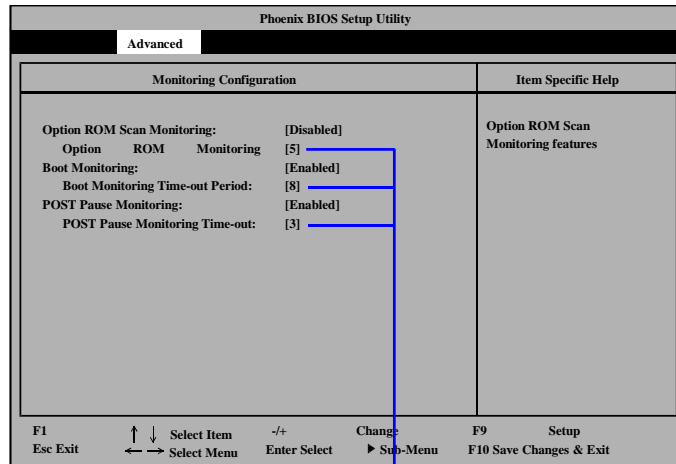 Phoenix BIOS Setup Utility
Advanced
Monitoring Configuration
Item Specific Help
Option ROM Scan Monitoring: [Disabled]
Option ROM Monitoring [5]
Boot Monitoring: [Enabled]
Boot Monitoring Time-out Period: [8]
POST Pause Monitoring: [Enabled]
POST Pause Monitoring Time-out: [3]
Option ROM Scan
Monitoring features
F1 ↑ ↓ Select Item -/+ Change F9 Setup
Esc Exit ← → Select Menu Enter Select ▶ Sub-Menu F10 Save Changes & Exit